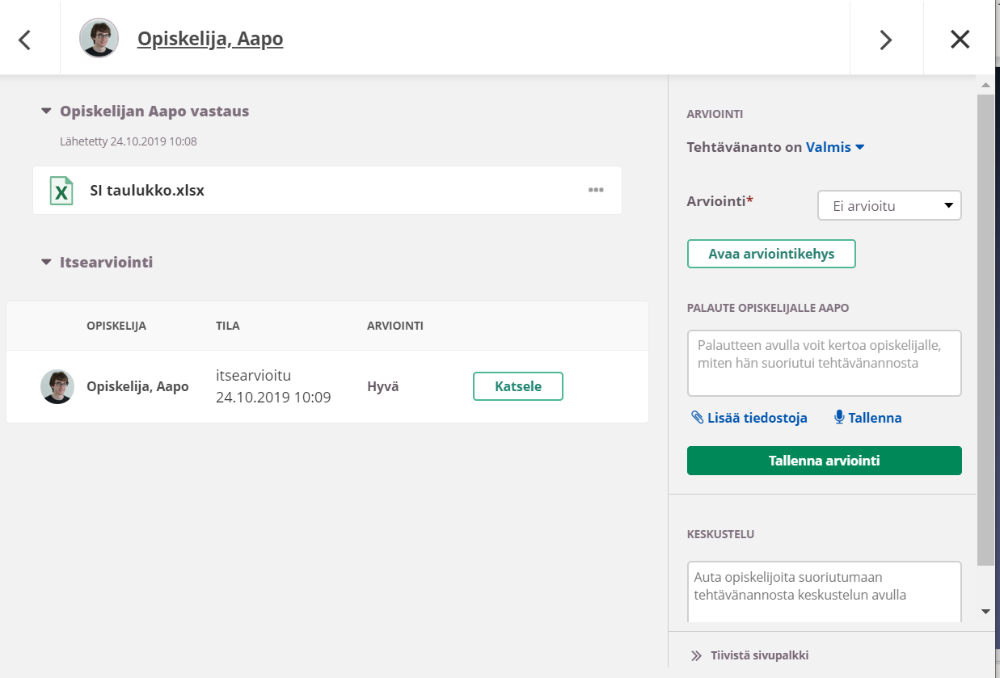 Opiskelija, Aapo
Opiskelijan Aapo vastaus
Lähetetty 24.10.2019 10:08
SI taulukko.xlsx
Itsearviointi
OPISKELIJA TILA ARVIOINTI
Opiskelija, Aapo
itsearvioitu
24.10.2019 10:09
Hyvä
Katsele
ARVIOINTI
Tehtävänanto on Valmis
Arviointi*
Ei arvioitu
Avaa arviointikehys
PALAUTE OPISKELIJALLE AAPO
Palautteen avulla voit kertoa opiskelijalle,
miten hän suoriutui tehtävänannosta
Lisää tiedostoja Tallenna
Tallenna arviointi
KESKUSTELU
Auta opiskelijoita suoriutumaan
tehtävänannosta keskustelun avulla
Tiivistä sivupalkki